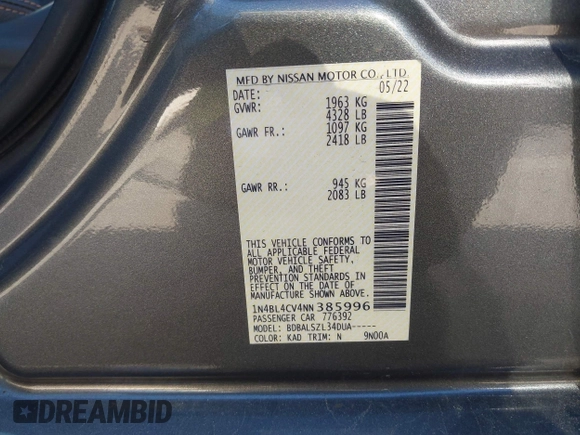 MFD BY NISSAN MOTOR CO., LTD.
DATE: 05/22
GVWR: 1963 KG
4328 LB
GAWR FR.: 1097 KG
2418 LB
GAWR RR.: 945 KG
2083 LB
THIS VEHICLE CONFORMS TO
ALL APPLICABLE FEDERAL
MOTOR VEHICLE SAFETY,
BUMPER, AND THEFT
PREVENTION STANDARDS IN
EFFECT ON THE DATE OF
MANUFACTURE SHOWN ABOVE.
1N4BL4CV4NN385996
PASSENGER CAR 776392
MODEL: BDBALSZL34DUA-----
COLOR: KAD TRIM: N 9N00A
DREAMBID